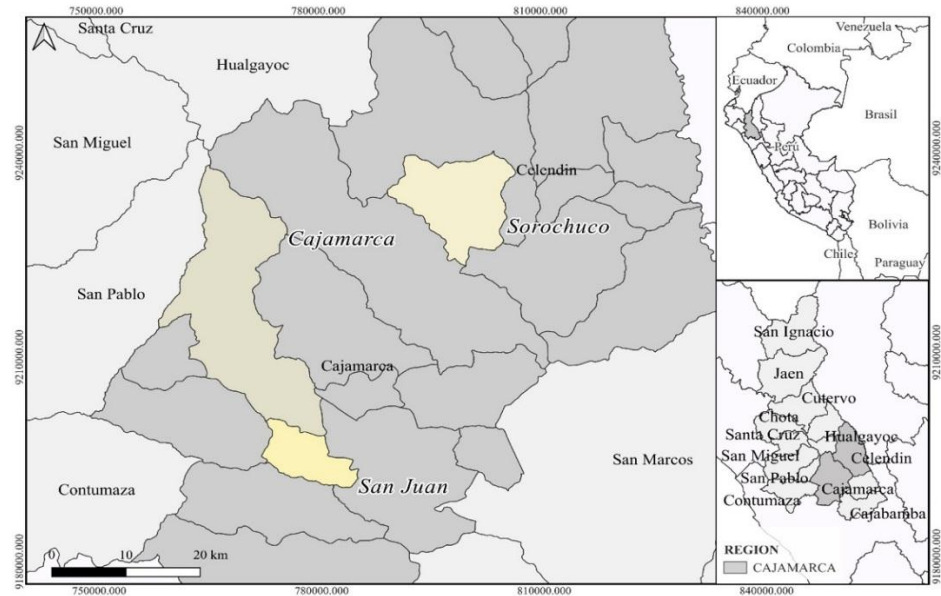 750000.000
780000.000
810000.000
840000.000
Santa Cruz
Hualgayoc
San Miguel
Celendin
Sorochuco
Cajamarca
San Pablo
Cajamarca
San Marcos
San Juan
Contumaza
0 10 20 km
9240000.000
9210000.000
9180000.000
Venezuela
Colombia
Ecuador
Brasil
Perú
Bolivia
Chile
Paraguay
9240000.000
San Ignacio
Jaen
Cutervo
Chota
Santa Cruz
Hualgayoc
San Miguel
Celendin
San Pablo
Cajamarca
Contumaza
Cajabamba
REGION
CAJAMARCA
9210000.000
9180000.000
750000.000
780000.000
810000.000
840000.000